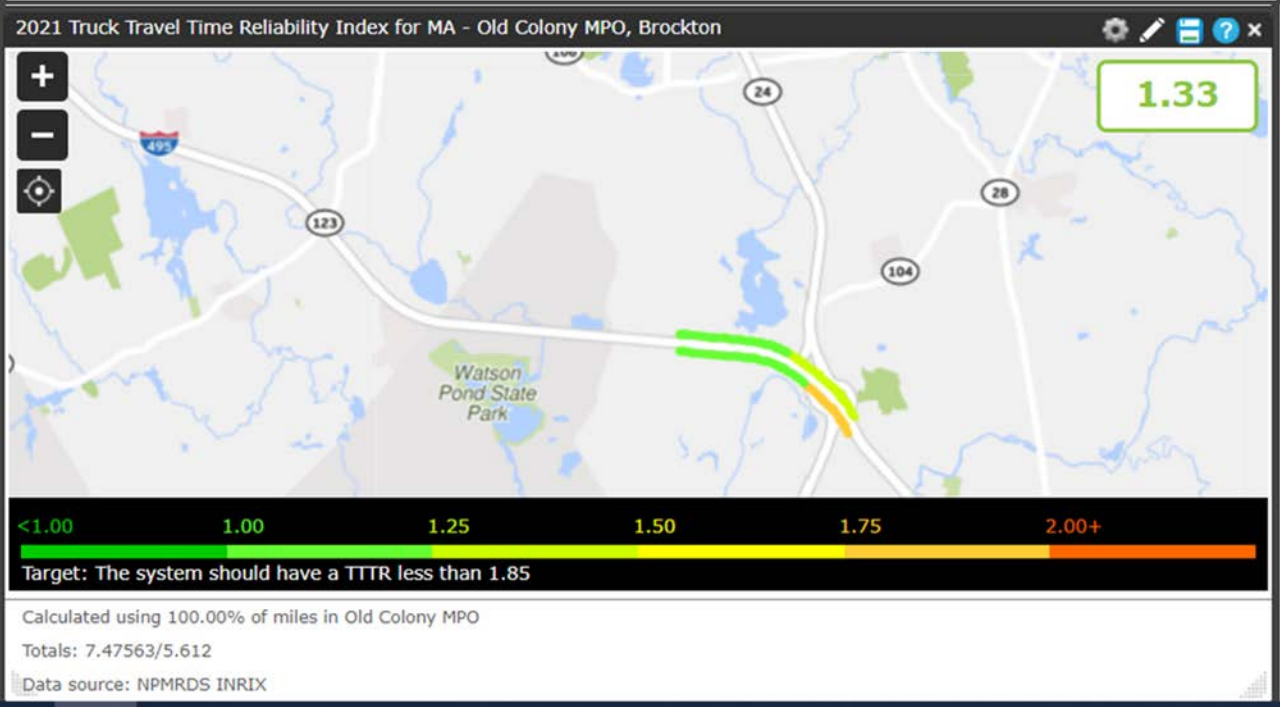 2021 Truck Travel Time Reliability Index for MA - Old Colony MPO, Brockton
?
+
1.33
106
24
−
495
28
123
104
Watson
Pond State
Park
<1.00 1.00 1.25 1.50 1.75 2.00+
Target: The system should have a TTTR less than 1.85
Calculated using 100.00% of miles in Old Colony MPO
Totals: 7.47563/5.612
Data source: NPMRDS INRIX